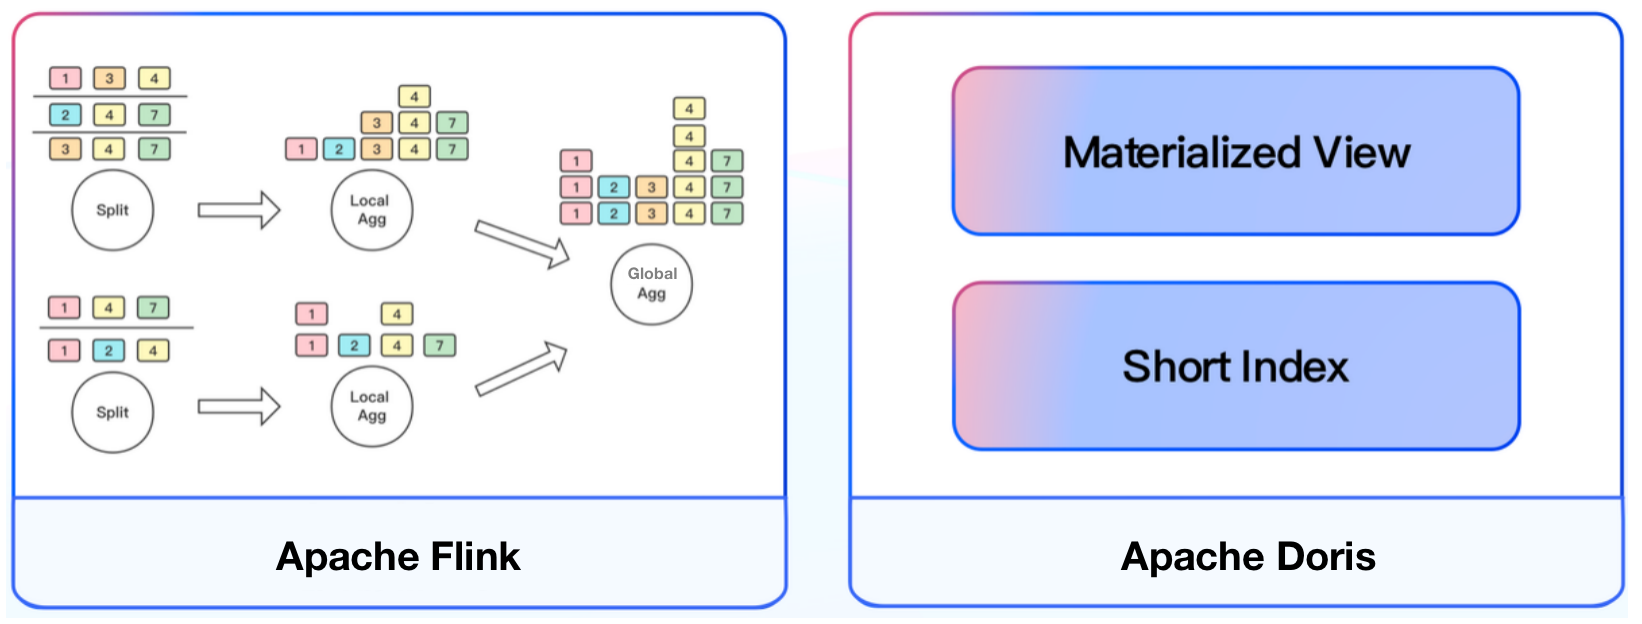 1 3 4
2 4 7
3 4 7
Split
4
3 4 7
1 2 3 4 7
Local
Agg
1 4 7
1 2 4
Split
1 4
1 2 4 7
Local
Agg
4
4
1 4 7
1 2 3 4 7
1 2 3 4 7
Global
Agg
Apache Flink
Materialized View
Short Index
Apache Doris